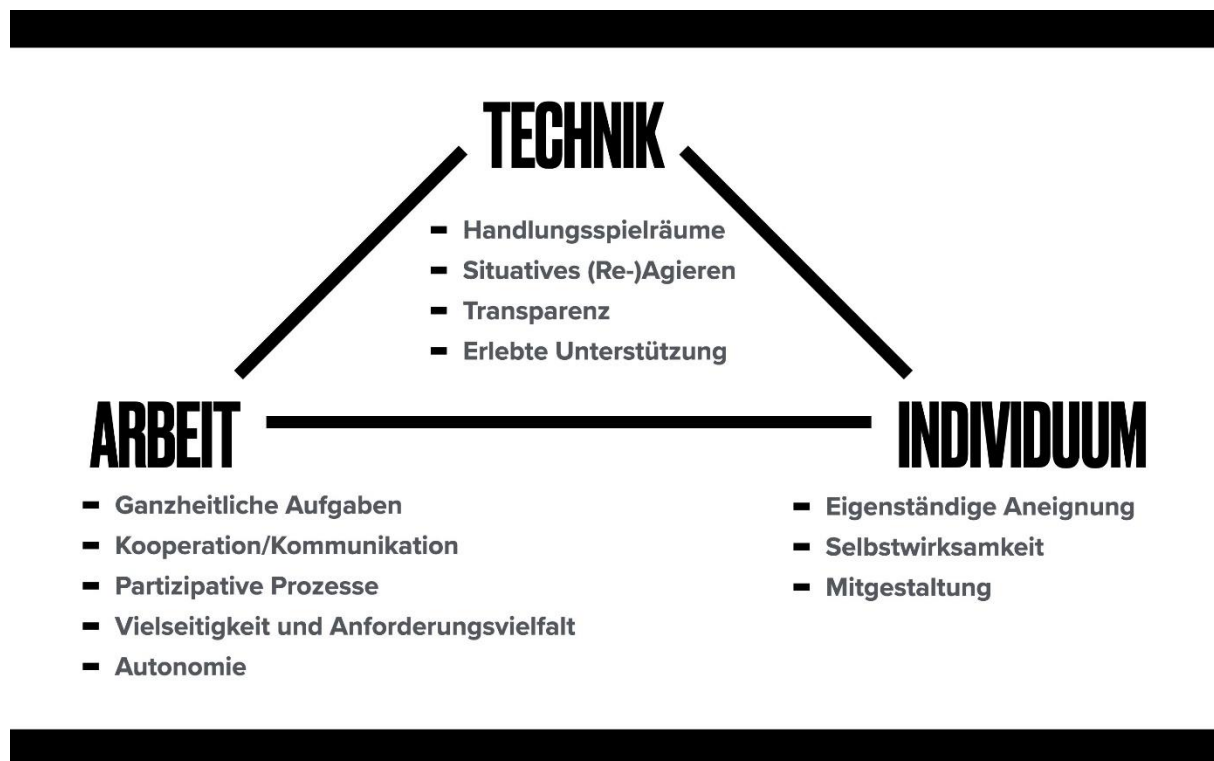 TECHNIK
- Handlungsspielräume
- Situatives (Re-)Agieren
- Transparenz
- Erlebte Unterstützung
ARBEIT
- Ganzheitliche Aufgaben
- Kooperation/Kommunikation
- Partizipative Prozesse
- Vielseitigkeit und Anforderungsvielfalt
- Autonomie
INDIVIDUUM
- Eigenständige Aneignung
- Selbstwirksamkeit
- Mitgestaltung